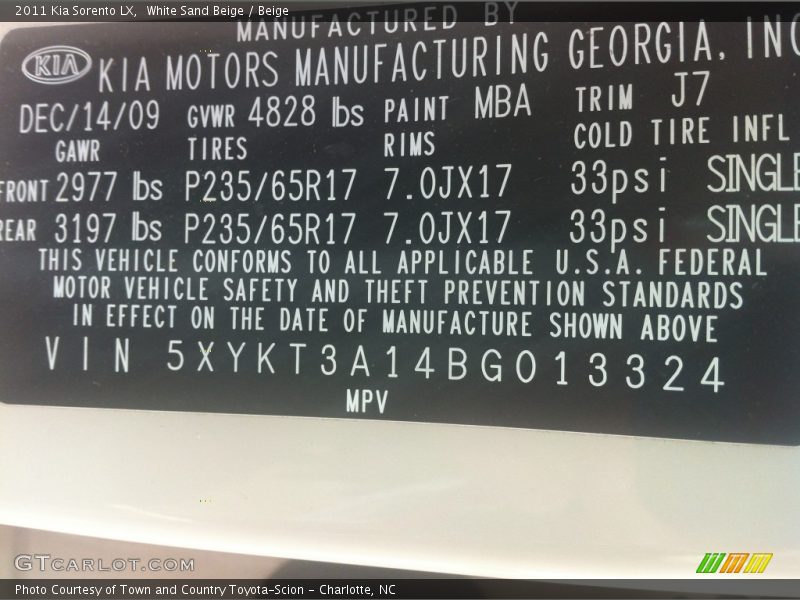 2011 Kia Sorento LX, White Sand Beige / Beige
MANUFACTURED BY
KIA KIA MOTORS MANUFACTURING GEORGIA, INC
DEC/14/09 GVWR 4828 lbs PAINT MBA TRIM J7
GAWR TIRES RIMS COLD TIRE INFL
FRONT 2977 lbs P235/65R17 7.0JX17 33psi SINGLE
REAR 3197 lbs P235/65R17 7.0JX17 33psi SINGLE
THIS VEHICLE CONFORMS TO ALL APPLICABLE U.S.A. FEDERAL
MOTOR VEHICLE SAFETY AND THEFT PREVENTION STANDARDS
IN EFFECT ON THE DATE OF MANUFACTURE SHOWN ABOVE
VIN 5XYKT3A14BG013324
MPV
GTCARLOT.COM
Photo Courtesy of Town and Country Toyota-Scion - Charlotte, NC